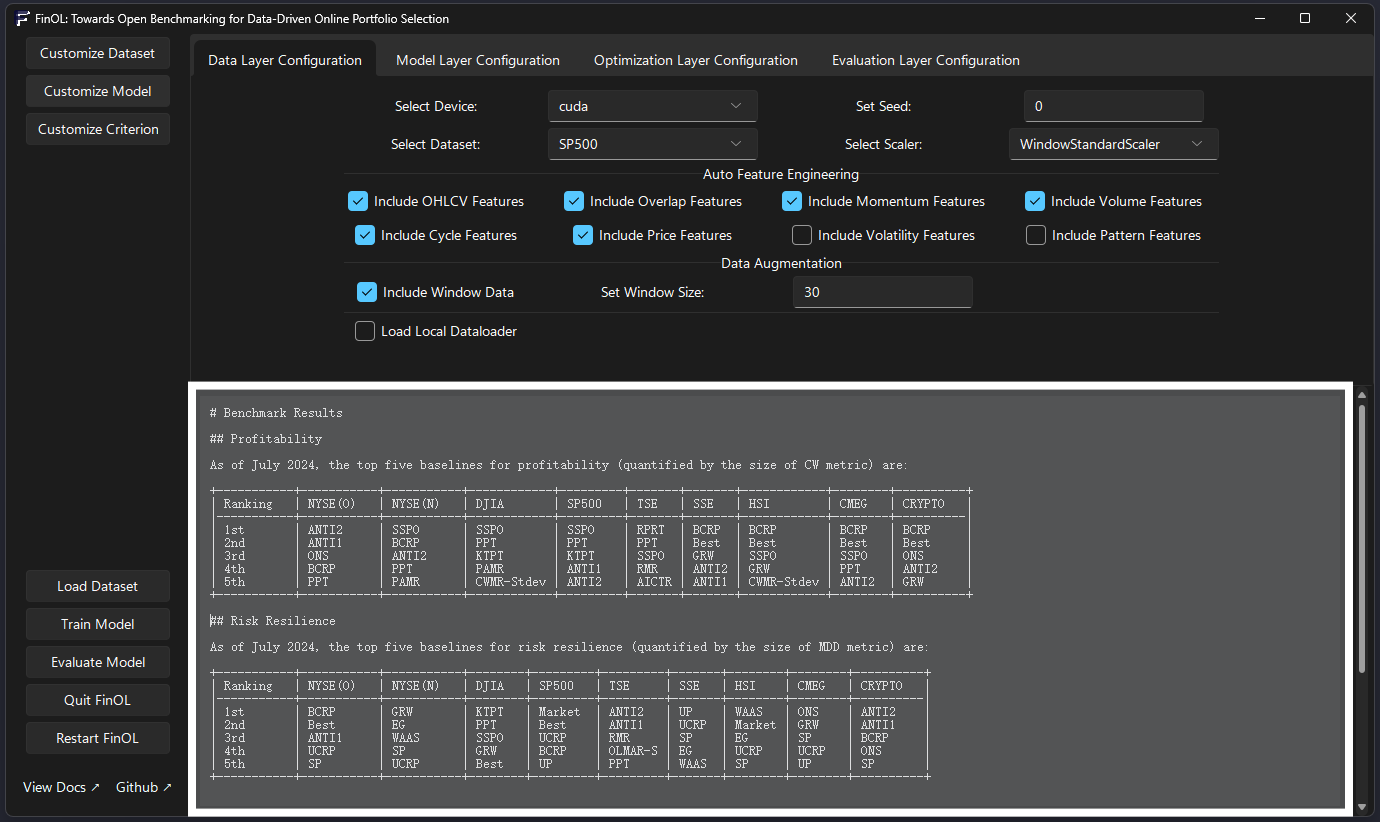 FinOL: Towards Open Benchmarking for Data-Driven Online Portfolio Selection
Customize Dataset
Customize Model
Customize Criterion
Data Layer Configuration Model Layer Configuration Optimization Layer Configuration Evaluation Layer Configuration
Select Device: cuda Set Seed: 0
Select Dataset: SP500 Select Scaler: WindowStandardScaler
Auto Feature Engineering
Include OHLCV Features Include Overlap Features Include Momentum Features Include Volume Features
Include Cycle Features Include Price Features Include Volatility Features Include Pattern Features
Data Augmentation
Include Window Data Set Window Size: 30
Load Local Dataloader
# Benchmark Results
## Profitability
As of July 2024, the top five baselines for profitability (quantified by the size of CW metric) are:
| Ranking | NYSE(O) | NYSE(N) | DJIA | SP500 | TSE | SSE | HSI | CMEG | CRYPTO |
| 1st | ANTI2 | SSPO | SSPO | SSPO | RPRT | BCRP | BCRP | BCRP | BCRP |
| 2nd | ANTI1 | BCRP | PPT | PPT | PPT | Best | Best | Best | Best |
| 3rd | ONS | ANTI2 | KTPT | KTPT | SSPO | GRW | SSPO | SSPO | ONS |
| 4th | BCRP | PPT | PAMR | ANTI1 | RMR | ANTI2 | GRW | PPT | ANTI2 |
| 5th | PPT | PAMR | CWMR-Stdev | ANTI2 | AICTR | ANTI1 | CWMR-Stdev | ANTI2 | GRW |
## Risk Resilience
As of July 2024, the top five baselines for risk resilience (quantified by the size of MDD metric) are:
| Ranking | NYSE(O) | NYSE(N) | DJIA | SP500 | TSE | SSE | HSI | CMEG | CRYPTO |
| 1st | BCRP | GRW | KTPT | Market | ANTI2 | UP | WAAS | ONS | ANTI2 |
| 2nd | Best | EG | PPT | Best | ANTI1 | UCRP | Market | GRW | ANTI1 |
| 3rd | ANTI1 | WAAS | SSPO | UCRP | RMR | SP | EG | SP | BCRP |
| 4th | UCRP | SP | GRW | BCRP | OLMAR-S | EG | UCRP | UCRP | ONS |
| 5th | SP | UCRP | Best | UP | PPT | WAAS | SP | UP | SP |
Load Dataset
Train Model
Evaluate Model
Quit FinOL
Restart FinOL
View Docs ↗ Github ↗